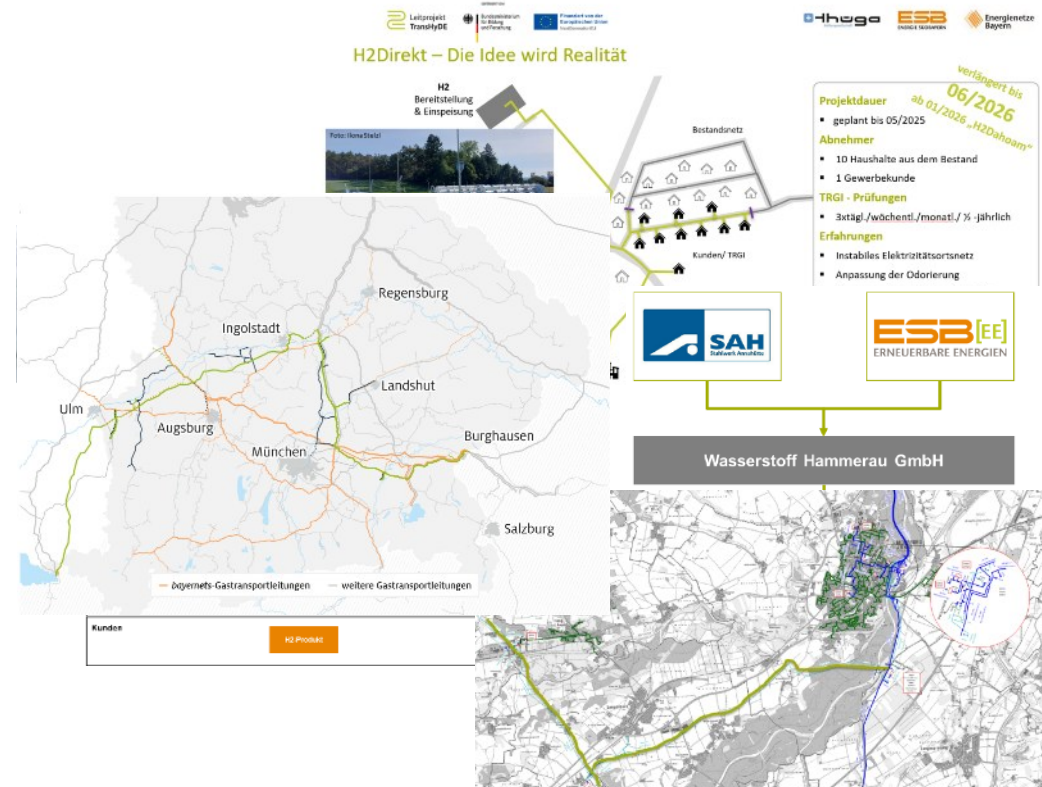 Leitprojekt
TransHyDE
Bundesministerium
für Bildung
und Forschung
Finanziert von der
Europäischen Union
thüga
ESB
ENERGIE SÜDBAYERN
Energienetze
Bayern
H2Direkt – Die Idee wird Realität
H2
Bereitstellung
& Einspeisung
Foto: Ilona Stelzl
Bestandsnetz
Kunden/ TRGI
verlängert bis
06/2026
ab 01/2026 „H2Dahoam"
Projektdauer
▪ geplant bis 05/2025
Abnehmer
▪ 10 Haushalte aus dem Bestand
▪ 1 Gewerbekunde
TRGI - Prüfungen
▪ 3xtägl./wöchentl./monatl./ ½ -jährlich
Erfahrungen
▪ Instabiles Elektrizitätsortsnetz
▪ Anpassung der Odorierung
Regensburg
Ingolstadt
Landshut
Ulm
Augsburg
Burghausen
München
Salzburg
bayernets-Gastransportleitungen
weitere Gastransportleitungen
SAH
Stahlwerk Annahütte
ESB[EE]
ERNEUERBARE ENERGIEN
Wasserstoff Hammerau GmbH
Kunden
H2-Produkt